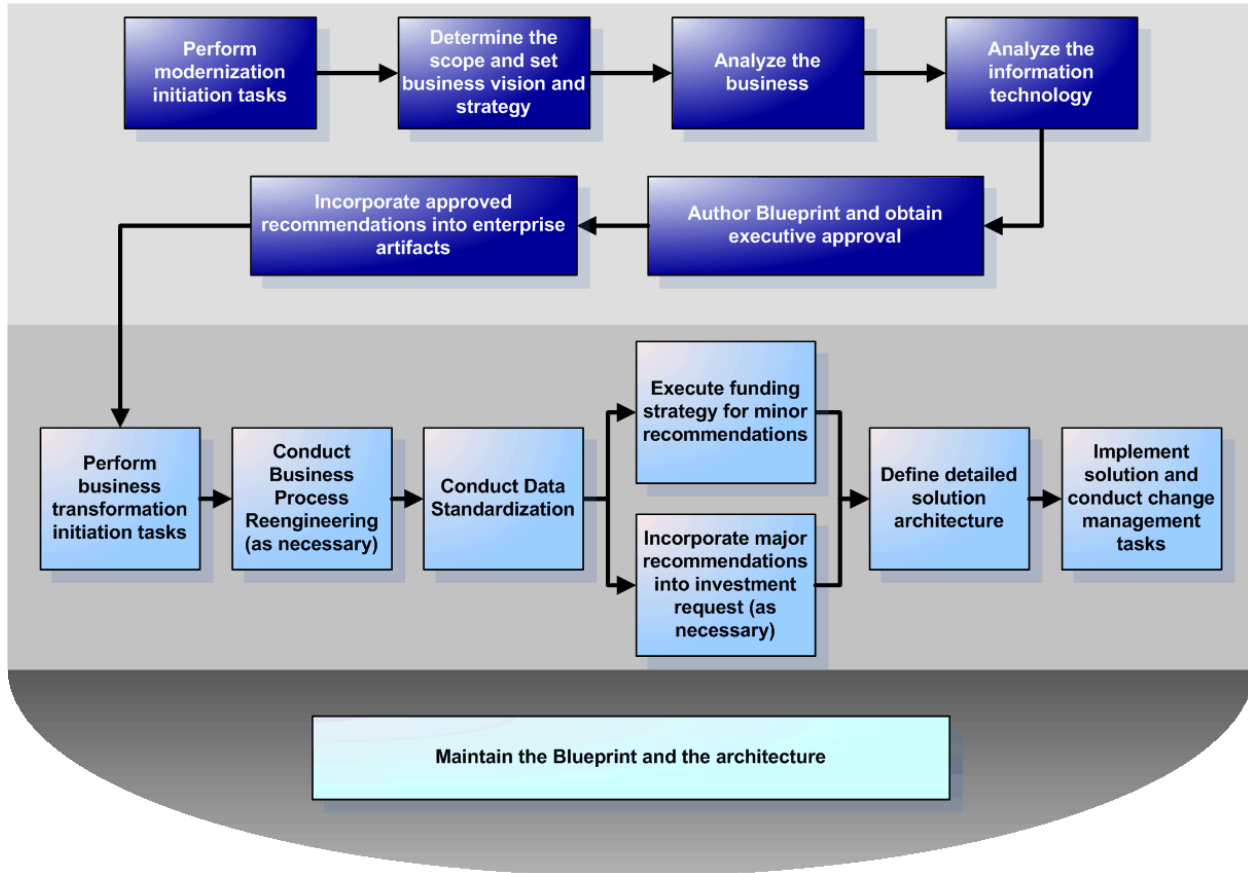 Perform
modernization
initiation tasks
Determine the
scope and set
business vision and
strategy
Analyze the
business
Analyze the
information
technology
Incorporate approved
recommendations into enterprise
artifacts
Author Blueprint and obtain
executive approval
Perform
business
transformation
initiation tasks
Conduct
Business
Process
Reengineering
(as necessary)
Conduct Data
Standardization
Execute funding
strategy for minor
recommendations
Incorporate major
recommendations
into investment
request (as
necessary)
Define detailed
solution
architecture
Implement
solution and
conduct change
management
tasks
Maintain the Blueprint and the architecture